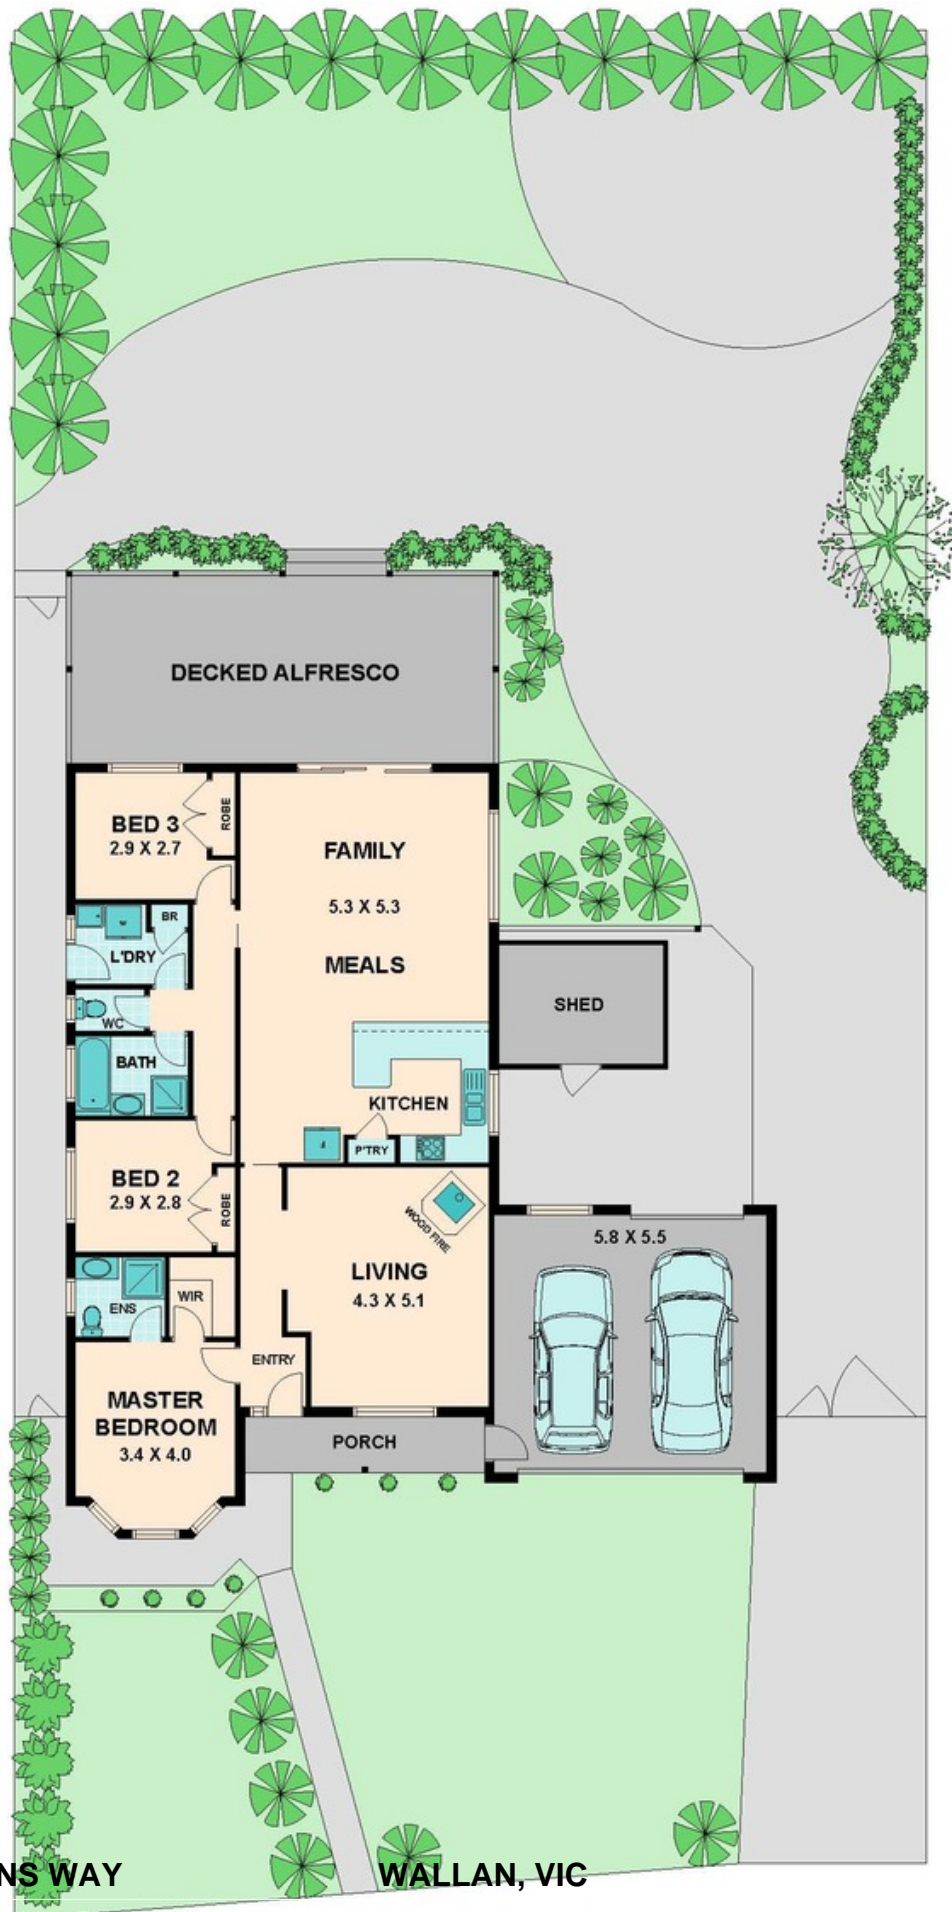 DECKED ALFRESCO
BED 3
2.9 X 2.7
ROBE
FAMILY
5.3 X 5.3
MEALS
BR
L'DRY
WC
BATH
SHED
KITCHEN
P'TRY
BED 2
2.9 X 2.8
ROBE
WOOD FIRE
LIVING
4.3 X 5.1
5.8 X 5.5
ENS
WIR
ENTRY
MASTER
BEDROOM
3.4 X 4.0
PORCH
NS WAY WALLAN, VIC